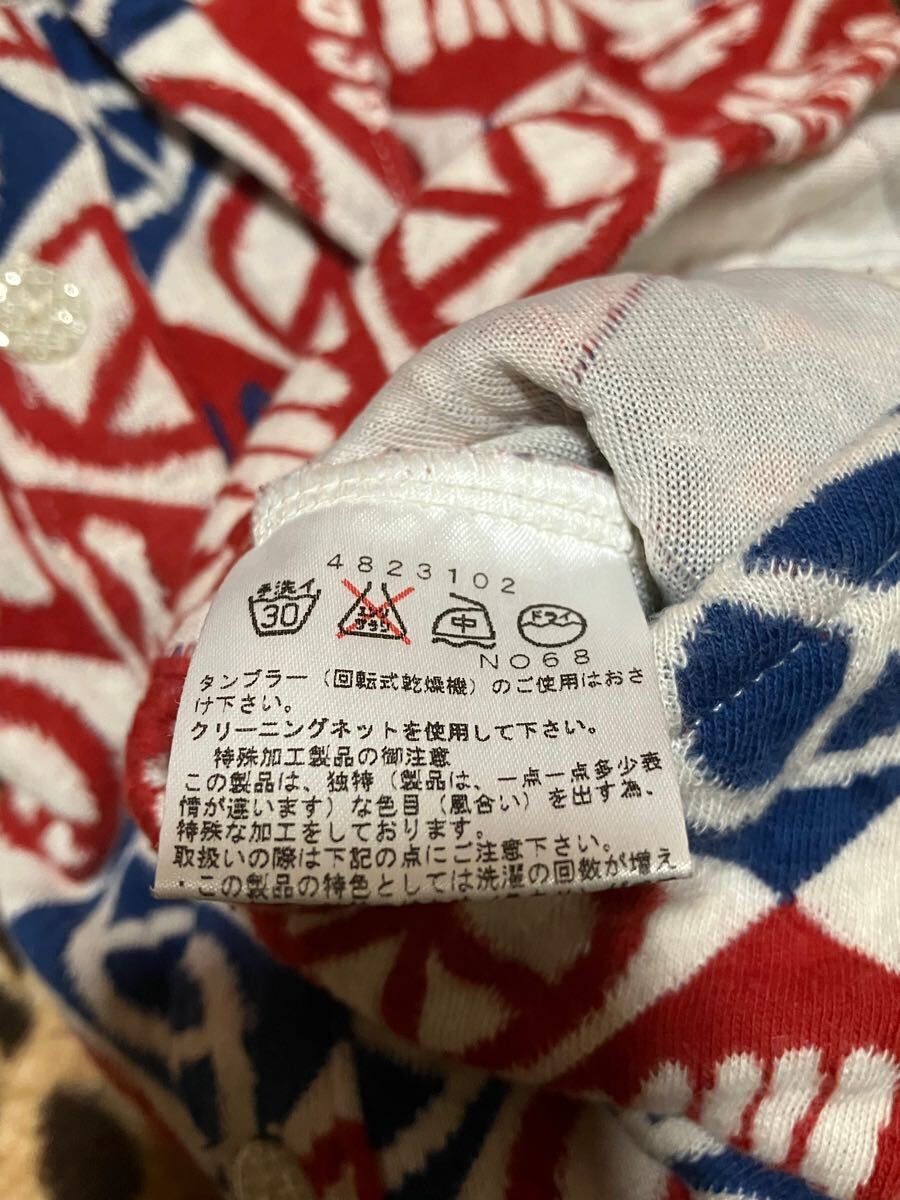 4823102
手洗イ 30 エンソ サラシ 中 ドライ
NO68
タンブラー（回転式乾燥機）のご使用はおさ
け下さい。
クリーニングネットを使用して下さい。
特殊加工製品の御注意
この製品は、独特（製品は、一点一点多少表
情が違います）な色目（風合い）を出す為、
特殊な加工をしております。
取扱いの際は下記の点にご注意下さい。
・この製品の特色としては洗濯の回数が増え